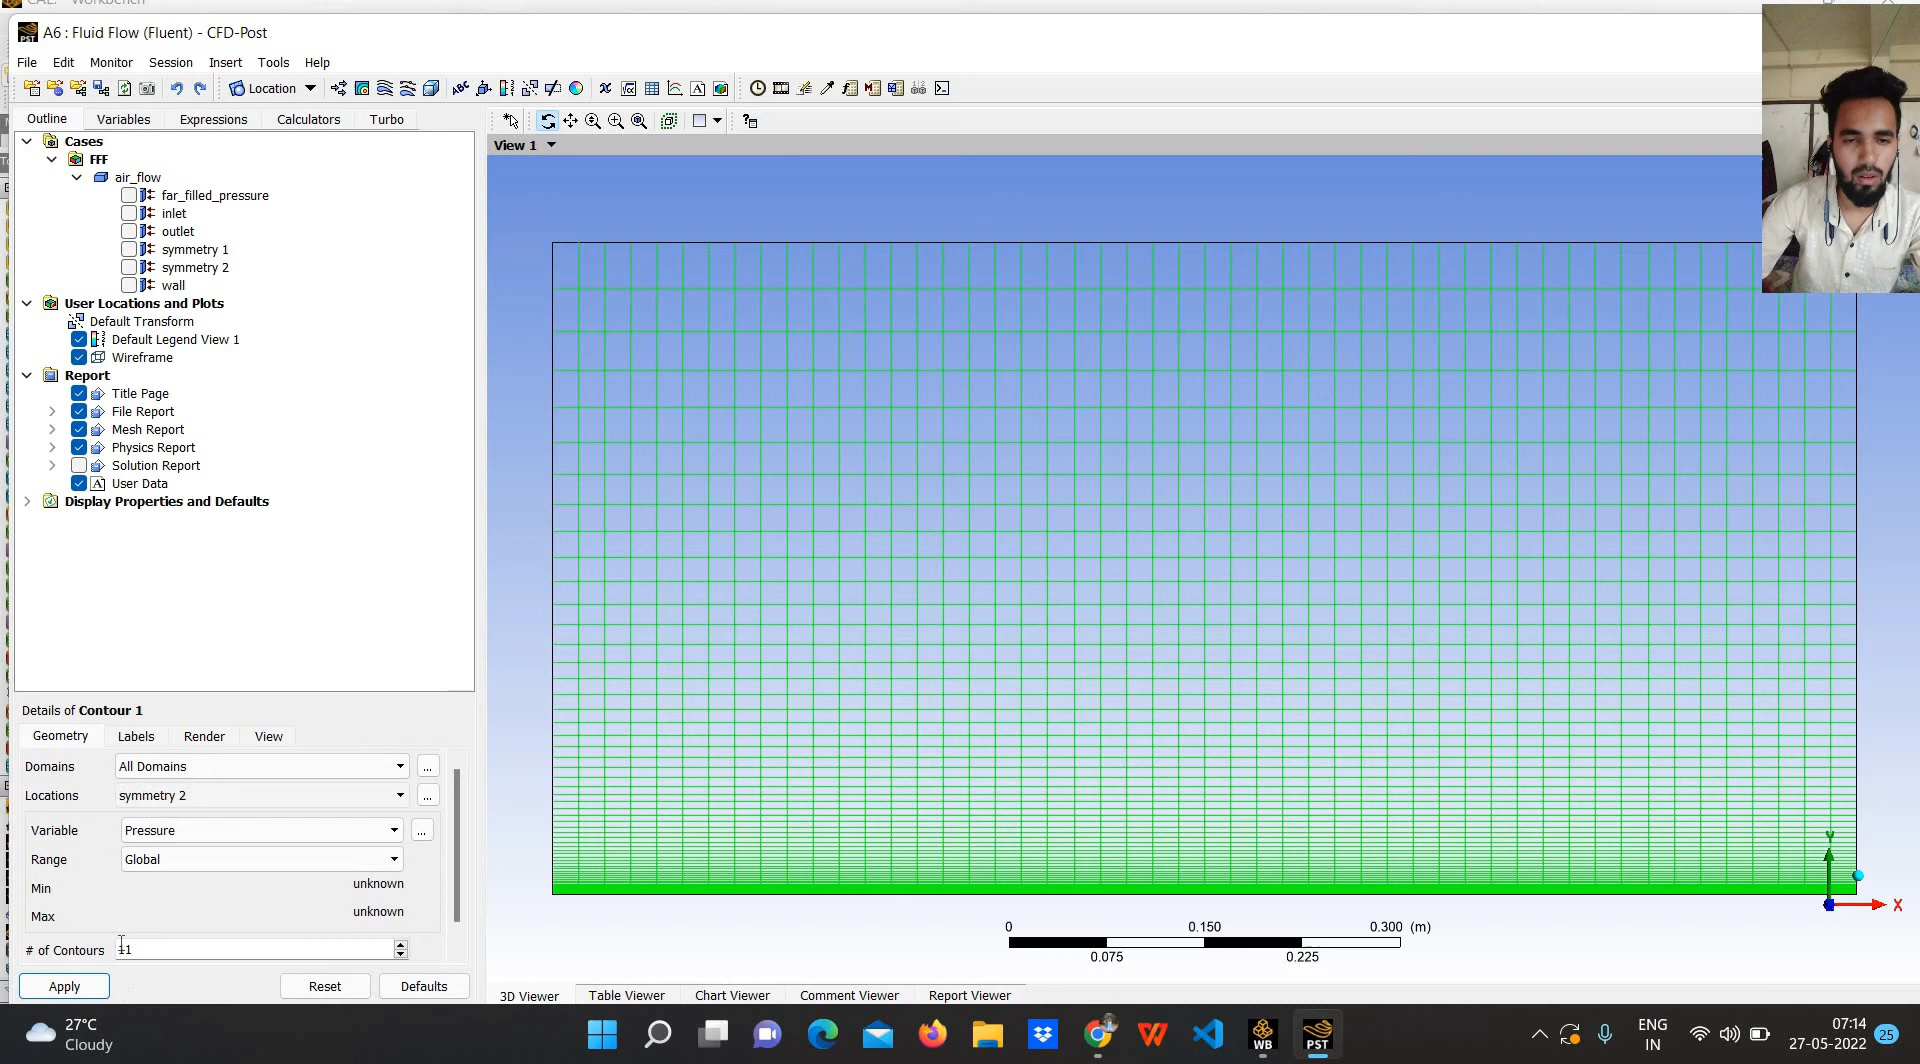 CAE - Workbench
A6 : Fluid Flow (Fluent) - CFD-Post
File Edit Monitor Session Insert Tools Help
Location
Outline Variables Expressions Calculators Turbo
View 1
Cases
FFF
air_flow
far_filled_pressure
inlet
outlet
symmetry 1
symmetry 2
wall
User Locations and Plots
Default Transform
Default Legend View 1
Wireframe
Report
Title Page
File Report
Mesh Report
Physics Report
Solution Report
User Data
Display Properties and Defaults
Details of Contour 1
Geometry Labels Render View
Domains All Domains ...
Locations symmetry 2 ...
Variable Pressure ...
Range Global
Min unknown
Max unknown
# of Contours 11
Apply Reset Defaults
Y
X
0 0.150 0.300 (m)
0.075 0.225
3D Viewer Table Viewer Chart Viewer Comment Viewer Report Viewer
27°C
Cloudy
WB
PST
ENG
IN
07:14
27-05-2022
25